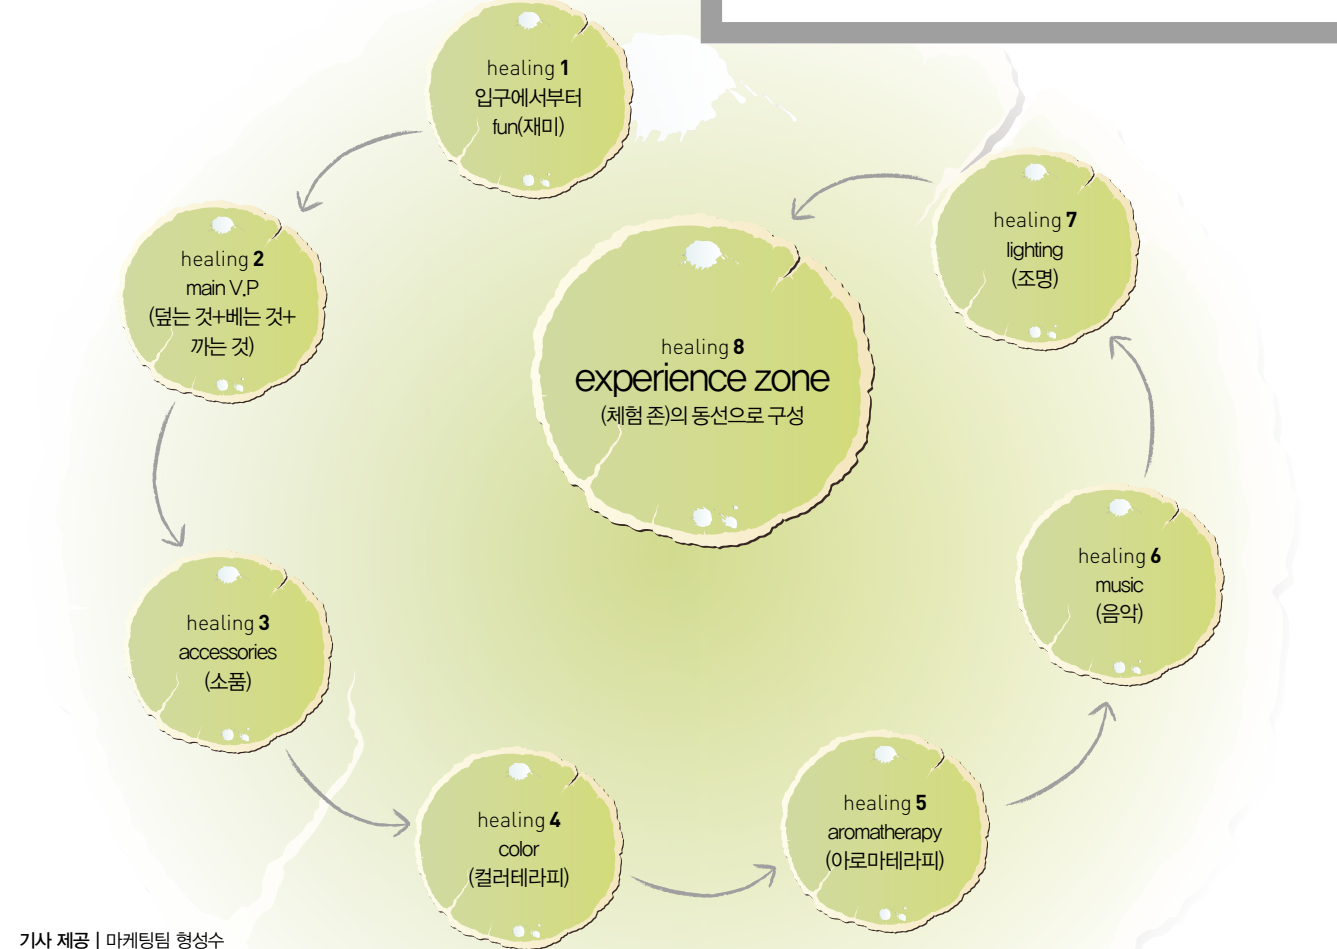 healing 1
입구에서부터
fun(재미)
healing 2
main V.P
(덮는 것+베는 것+
까는 것)
healing 3
accessories
(소품)
healing 4
color
(컬러테라피)
healing 5
aromatherapy
(아로마테라피)
healing 6
music
(음악)
healing 7
lighting
(조명)
healing 8
experience zone
(체험 존)의 동선으로 구성
기사 제공 | 마케팅팀 형성수